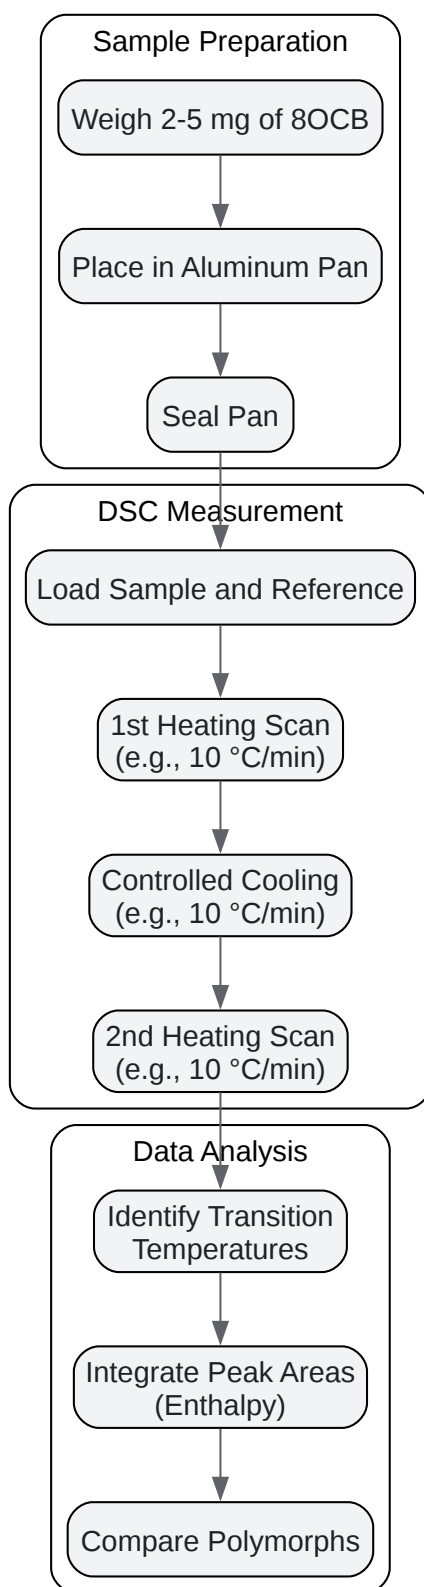 Sample Preparation
Weigh 2-5 mg of 8OCB
Place in Aluminum Pan
Seal Pan
DSC Measurement
Load Sample and Reference
1st Heating Scan
(e.g., 10 °C/min)
Controlled Cooling
(e.g., 10 °C/min)
2nd Heating Scan
(e.g., 10 °C/min)
Data Analysis
Identify Transition
Temperatures
Integrate Peak Areas
(Enthalpy)
Compare Polymorphs